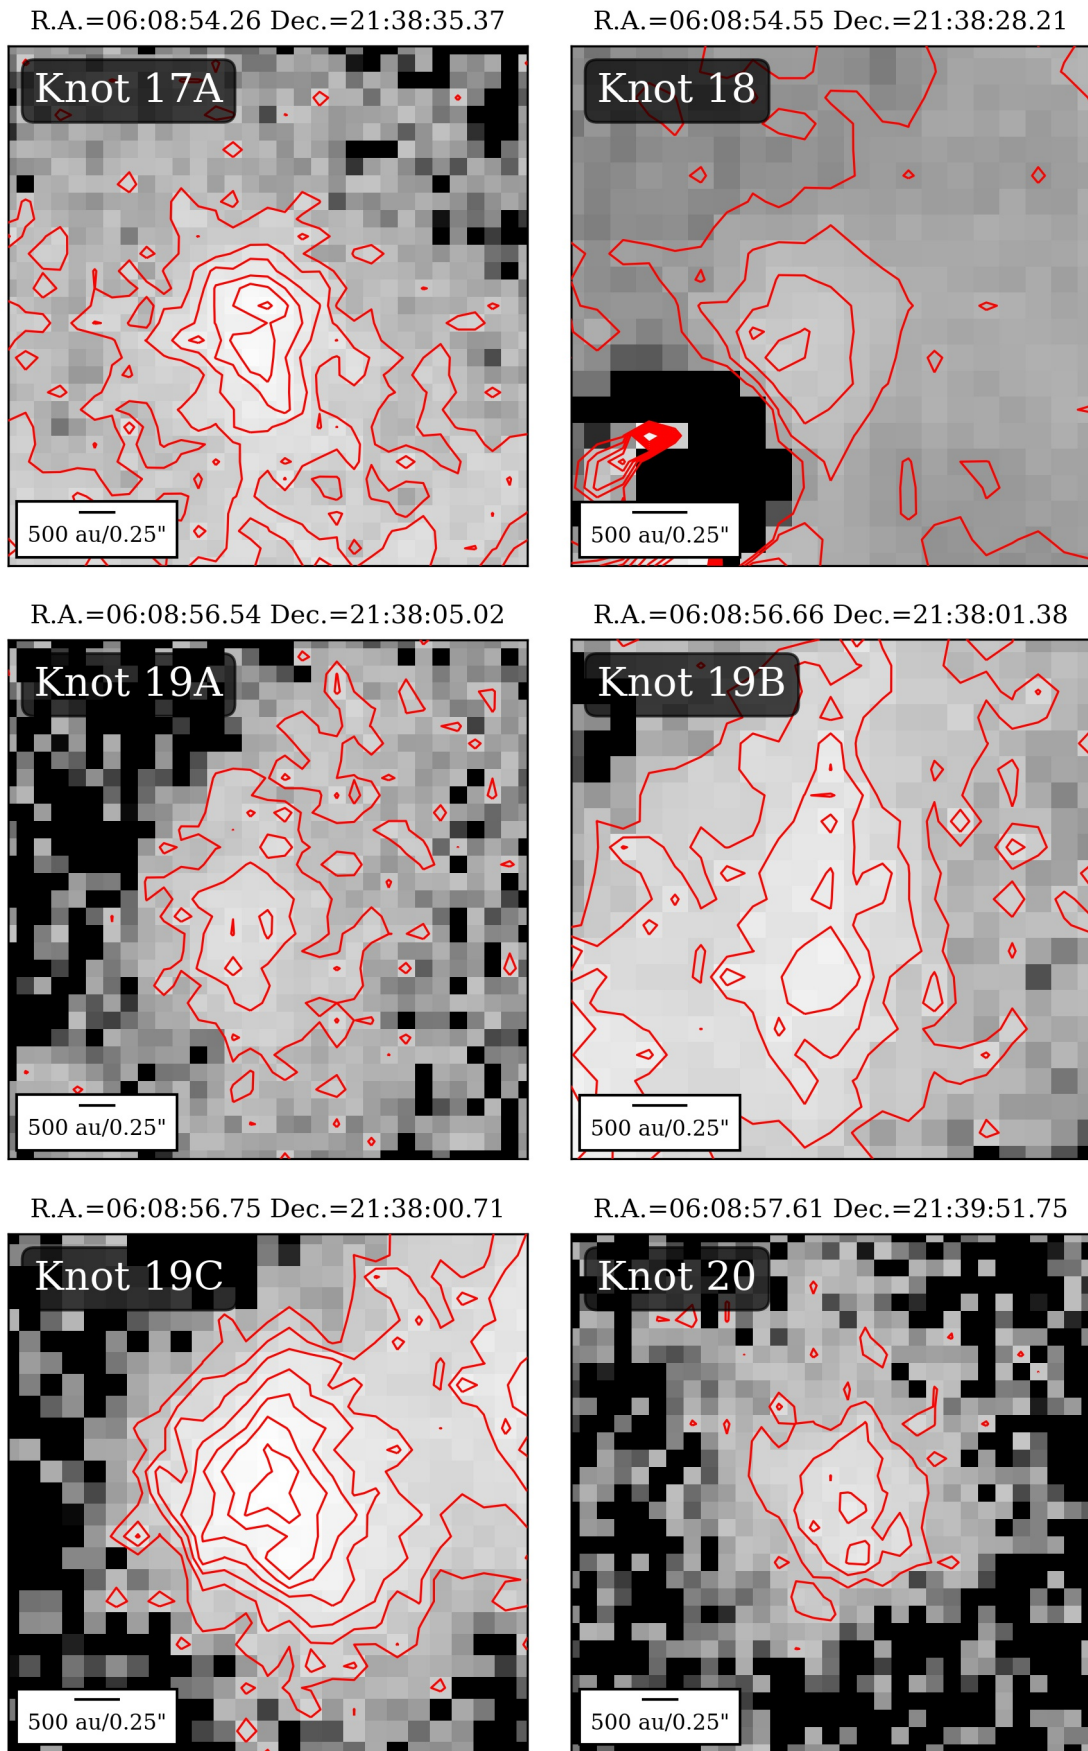 R.A.=06:08:54.26 Dec.=21:38:35.37
Knot 17A
500 au/0.25"
R.A.=06:08:54.55 Dec.=21:38:28.21
Knot 18
500 au/0.25"
R.A.=06:08:56.54 Dec.=21:38:05.02
Knot 19A
500 au/0.25"
R.A.=06:08:56.66 Dec.=21:38:01.38
Knot 19B
500 au/0.25"
R.A.=06:08:56.75 Dec.=21:38:00.71
Knot 19C
500 au/0.25"
R.A.=06:08:57.61 Dec.=21:39:51.75
Knot 20
500 au/0.25"